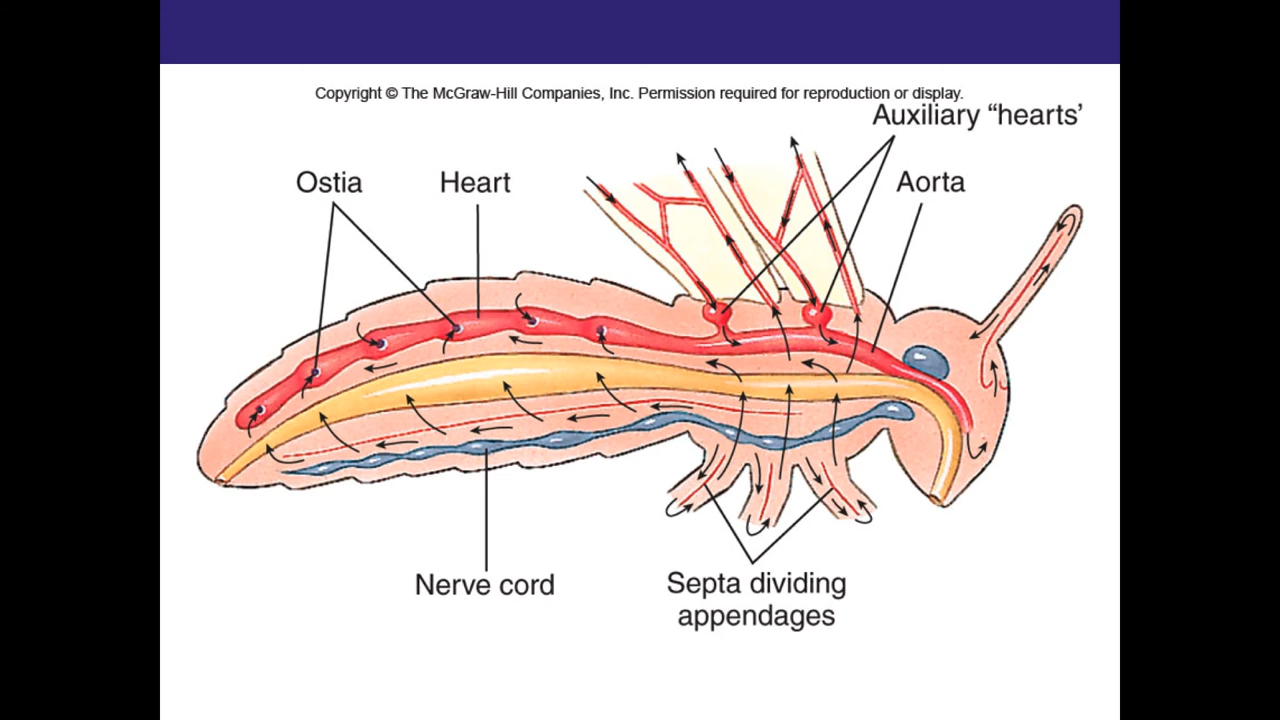 Copyright © The McGraw-Hill Companies, Inc. Permission required for reproduction or display.
Auxiliary “hearts’
Ostia
Heart
Aorta
Nerve cord
Septa dividing
appendages